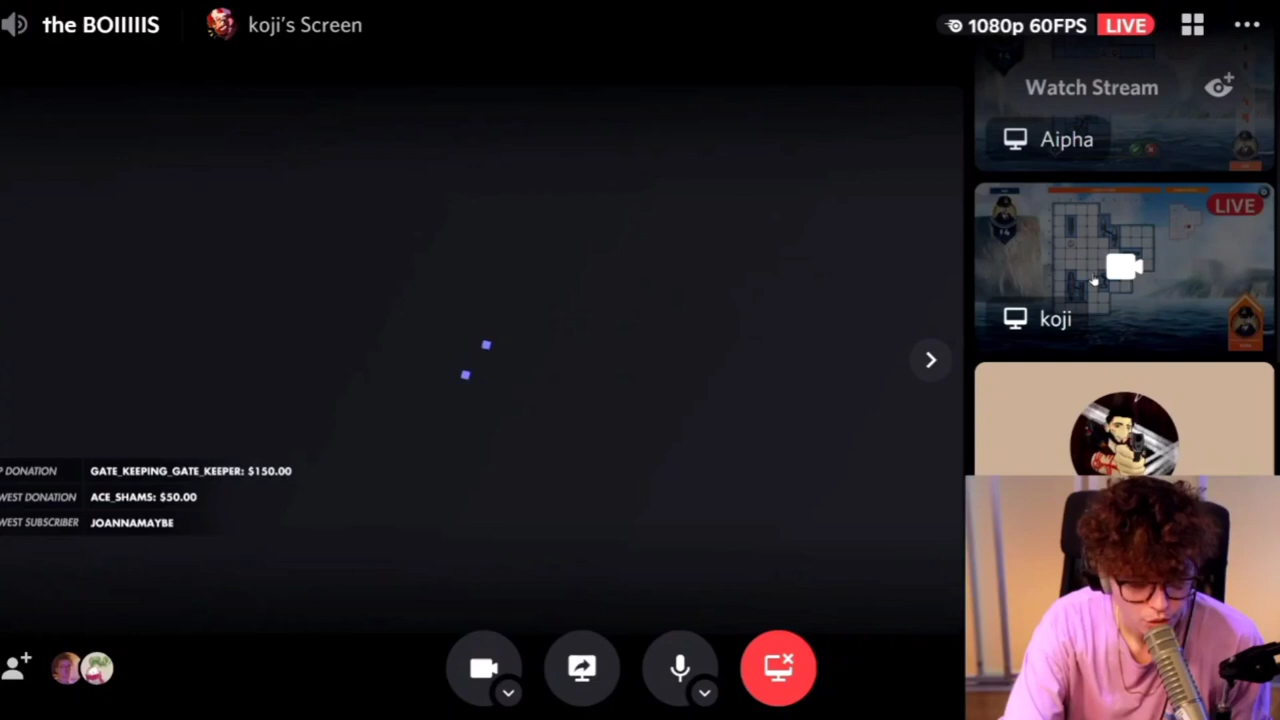 the BOIIIIIS
koji's Screen
1080p 60FPS
LIVE
Watch Stream
Aipha
LIVE
koji
P DONATION GATE_KEEPING_GATE_KEEPER: $150.00
WEST DONATION ACE_SHAMS: $50.00
WEST SUBSCRIBER JOANNAMAYBE